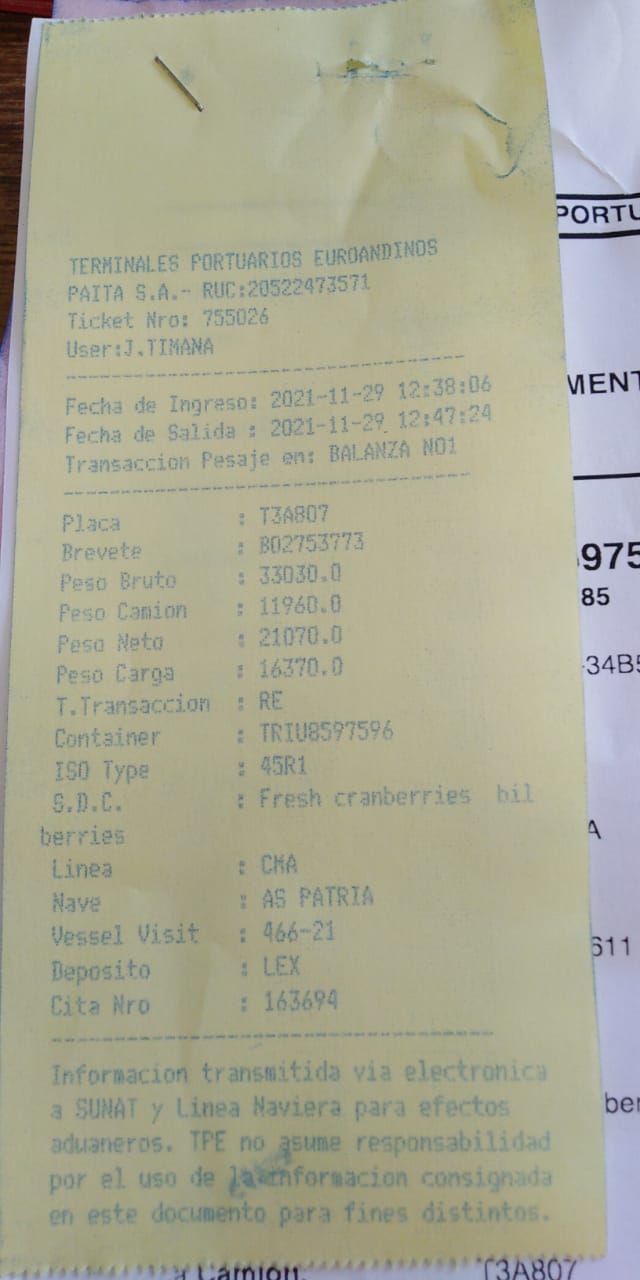 TERMINALES PORTUARIOS EUROANDINOS
PAITA S.A.- RUC:20522473571
Ticket Nro: 755026
User:J.TIMANA
Fecha de Ingreso: 2021-11-29 12:38:06
Fecha de Salida : 2021-11-29 12:47:24
Transaccion Pesaje en: BALANZA NO1
Placa : T3A807
Brevete : B02753773
Peso Bruto : 33030.0
Peso Camion : 11960.0
Peso Neto : 21070.0
Peso Carga : 16370.0
T.Transaccion : RE
Container : TRIU8597596
ISO Type : 45R1
S.D.C. : Fresh cranberries bil
berries
Linea : CMA
Nave : AS PATRIA
Vessel Visit : 466-21
Deposito : LEX
Cita Nro : 163694
Informacion transmitida via electronica
a SUNAT y Linea Naviera para efectos
aduaneros. TPE no asume responsabilidad
por el uso de la informacion consignada
en este documento para fines distintos.
PORTU
MENT
975
85
-34B5
A
611
ber
a Camion.
T3A807